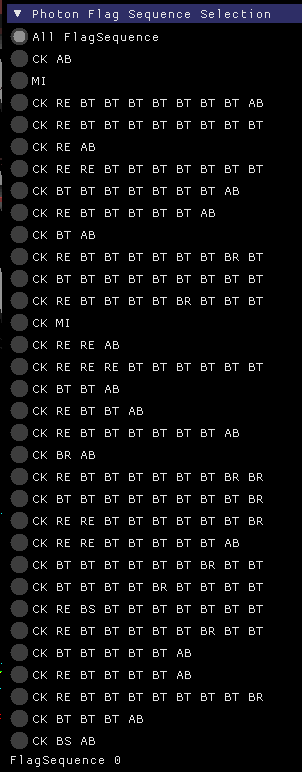 ▼ Photon Flag Sequence Selection
All FlagSequence
CK AB
MI
CK RE BT BT BT BT BT BT BT AB
CK RE BT BT BT BT BT BT BT BT
CK RE AB
CK RE RE BT BT BT BT BT BT BT
CK BT BT BT BT BT BT BT AB
CK RE BT BT BT BT BT AB
CK BT AB
CK RE BT BT BT BT BT BT BR BT
CK BT BT BT BT BT BT BT BT BT
CK RE BT BT BT BT BR BT BT BT
CK MI
CK RE RE AB
CK RE RE RE BT BT BT BT BT BT
CK BT BT AB
CK RE BT BT AB
CK RE BT BT BT BT BT BT AB
CK BR AB
CK RE BT BT BT BT BT BT BR BR
CK BT BT BT BT BT BT BT BT BR
CK RE RE BT BT BT BT BT BT BR
CK RE RE BT BT BT BT BT AB
CK BT BT BT BT BT BT BR BT BT
CK BT BT BT BT BR BT BT BT BT
CK RE BS BT BT BT BT BT BT BT
CK RE BT BT BT BT BT BR BT BT
CK BT BT BT BT BT AB
CK RE BT BT BT BT AB
CK RE BT BT BT BT BT BT BT BR
CK BT BT BT AB
CK BS AB
FlagSequence 0